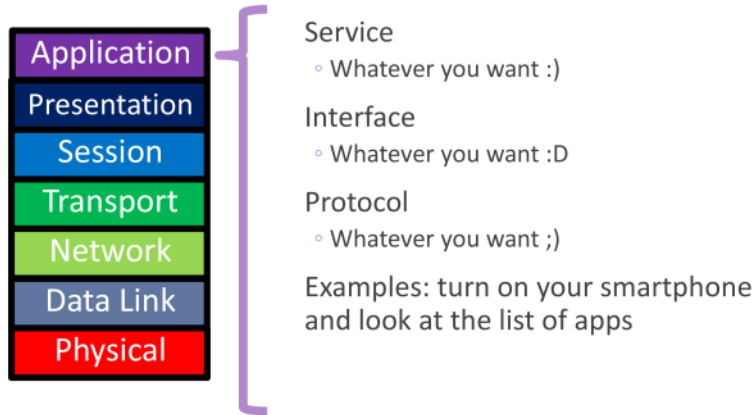 Application
Presentation
Session
Transport
Network
Data Link
Physical
Service
◦ Whatever you want :)
Interface
◦ Whatever you want :D
Protocol
◦ Whatever you want ;)
Examples: turn on your smartphone
and look at the list of apps